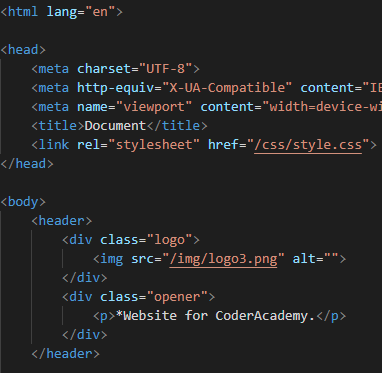 <html lang="en">
<head>
<meta charset="UTF-8">
<meta http-equiv="X-UA-Compatible" content="IE
<meta name="viewport" content="width=device-wi
<title>Document</title>
<link rel="stylesheet" href="/css/style.css">
</head>
<body>
<header>
<div class="logo">
<img src="/img/logo3.png" alt="">
</div>
<div class="opener">
<p>*Website for CoderAcademy.</p>
</div>
</header>